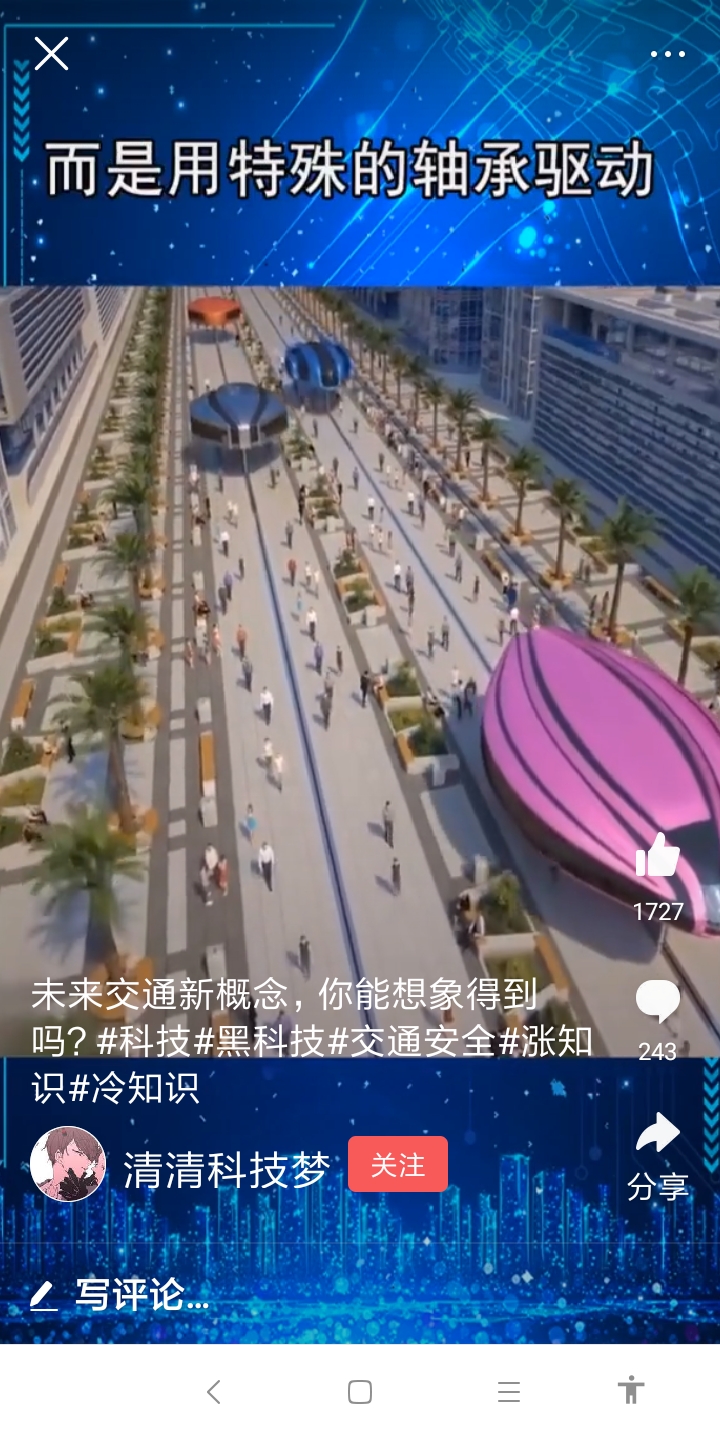 而是用特殊的轴承驱动
1727
未来交通新概念，你能想象得到
吗？#科技#黑科技#交通安全#涨知
识#冷知识
243
清清科技梦
关注
分享
写评论...